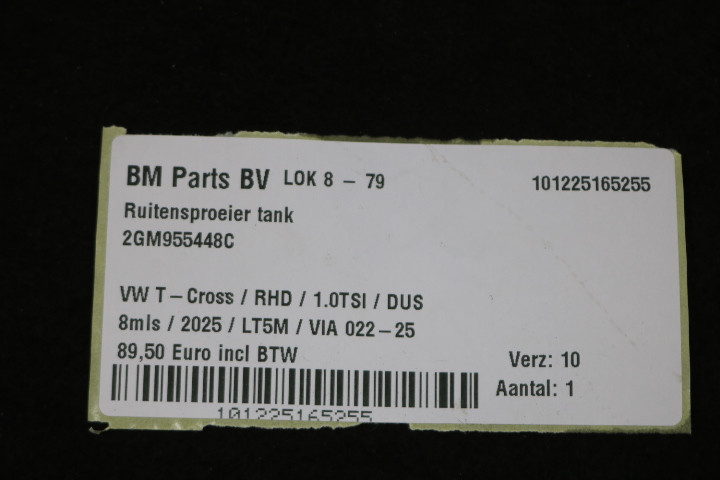 BM Parts BV LOK 8 - 79 101225165255
Ruitensproeier tank
2GM955448C
VW T-Cross / RHD / 1.0TSI / DUS
8mls / 2025 / LT5M / VIA 022-25
89,50 Euro incl BTW Verz: 10
Aantal: 1
101225165255